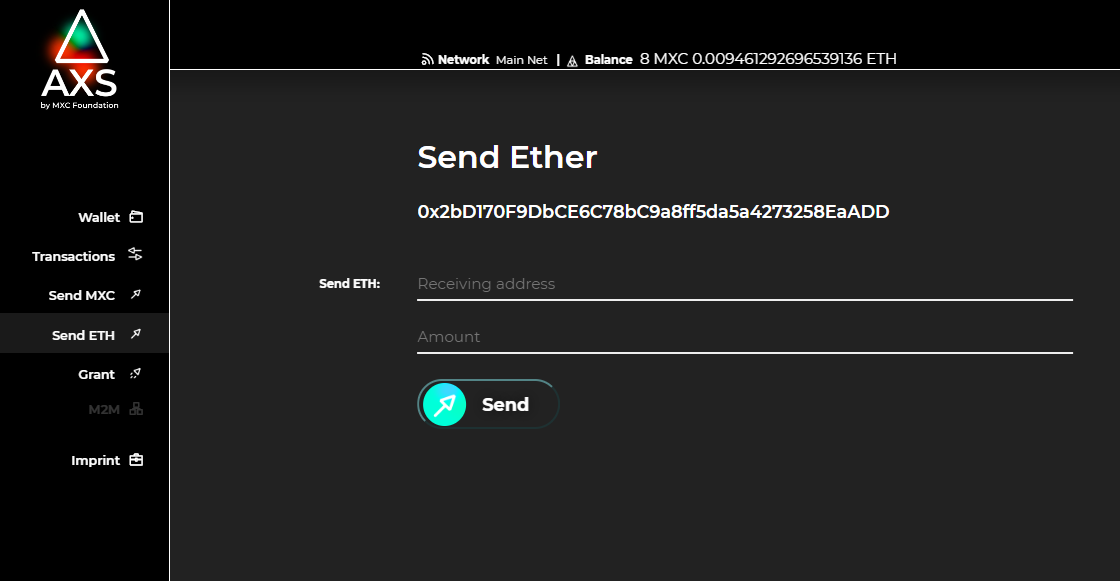 AXS
by MXC Foundation
Network Main Net | Balance 8 MXC 0.009461292696539136 ETH
Wallet
Transactions
Send MXC
Send ETH
Grant
M2M
Imprint
Send Ether
0x2bD170F9DbCE6C78bC9a8ff5da5a4273258EaADD
Send ETH:
Receiving address
Amount
Send